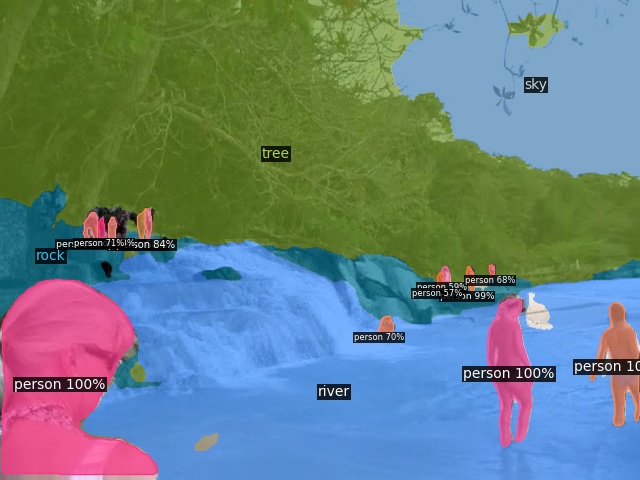 sky
tree
person 71%
son 84%
rock
person 68%
person 59%
person 57%
on 99%
person 70%
person 100%
person 100%
person 10
river